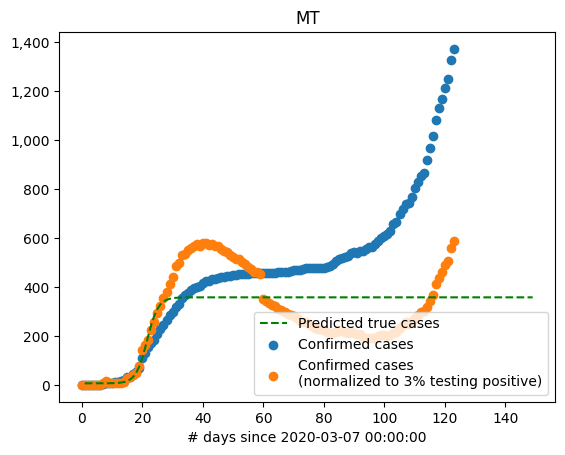 MT
1,400
1,200
1,000
800
600
400
200
0
Predicted true cases
Confirmed cases
Confirmed cases
(normalized to 3% testing positive)
0 20 40 60 80 100 120 140
# days since 2020-03-07 00:00:00